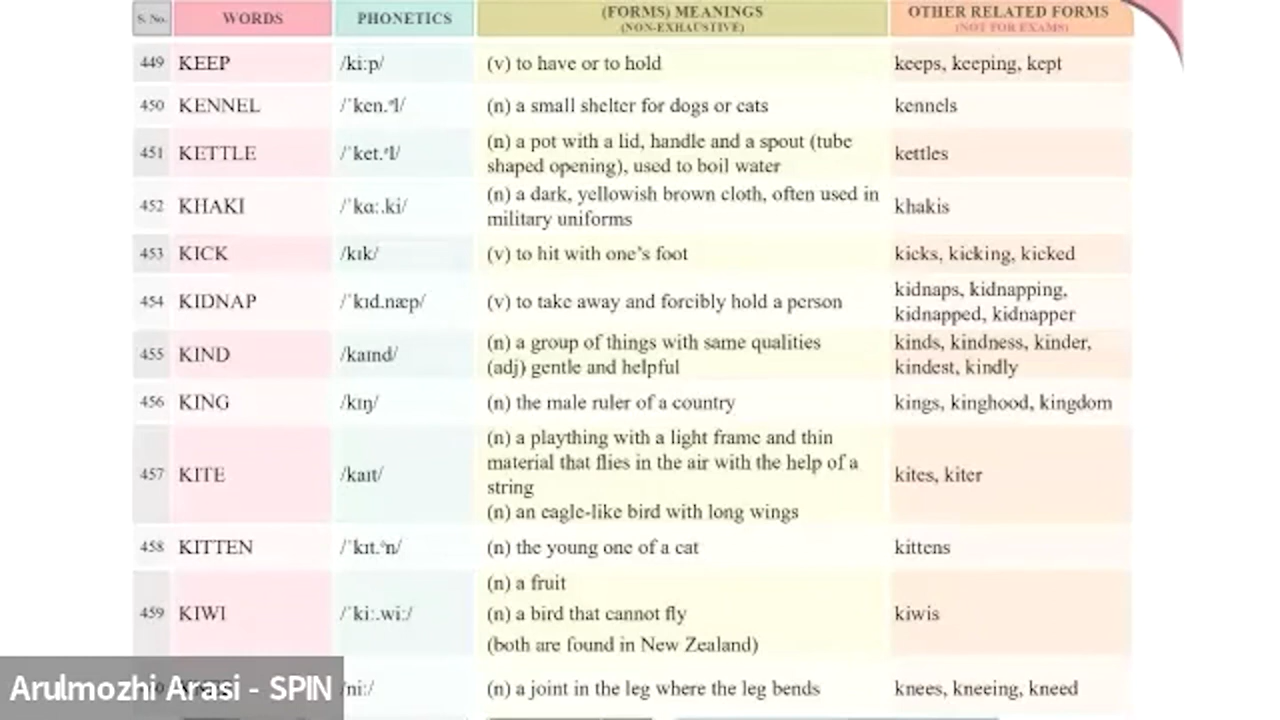 S. No. WORDS PHONETICS (FORMS) MEANINGS OTHER RELATED FORMS
(NON-EXHAUSTIVE) (NOT FOR EXAMS)
449 KEEP /kiːp/ (v) to have or to hold keeps, keeping, kept
450 KENNEL /ˈken.ᵊl/ (n) a small shelter for dogs or cats kennels
451 KETTLE /ˈket.ᵊl/ (n) a pot with a lid, handle and a spout (tube
shaped opening), used to boil water kettles
452 KHAKI /ˈkɑː.ki/ (n) a dark, yellowish brown cloth, often used in
military uniforms khakis
453 KICK /kɪk/ (v) to hit with one's foot kicks, kicking, kicked
454 KIDNAP /ˈkɪd.næp/ (v) to take away and forcibly hold a person kidnaps, kidnapping,
kidnapped, kidnapper
455 KIND /kaɪnd/ (n) a group of things with same qualities kinds, kindness, kinder,
(adj) gentle and helpful kindest, kindly
456 KING /kɪŋ/ (n) the male ruler of a country kings, kinghood, kingdom
457 KITE /kaɪt/ (n) a plaything with a light frame and thin
material that flies in the air with the help of a
string kites, kiter
(n) an eagle-like bird with long wings
458 KITTEN /ˈkɪt.ᵊn/ (n) the young one of a cat kittens
459 KIWI /ˈkiː.wiː/ (n) a fruit
(n) a bird that cannot fly kiwis
(both are found in New Zealand)
/niː/ (n) a joint in the leg where the leg bends knees, kneeing, kneed
Arulmozhi Arasi - SPIN